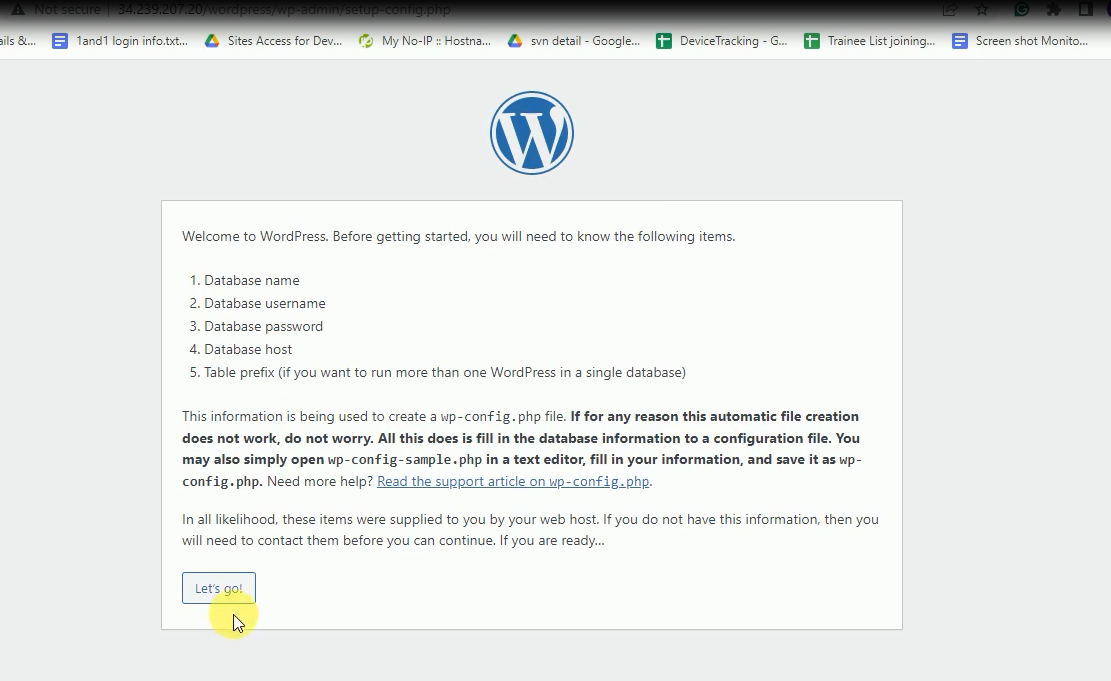 Not secure | 34.239.207.20/wordpress/wp-admin/setup-config.php
ails &... 1and1 login info.txt... Sites Access for Dev... My No-IP :: Hostna... svn detail - Google... DeviceTracking - G... Trainee List joining... Screen shot Monito...
W
Welcome to WordPress. Before getting started, you will need to know the following items.
1. Database name
2. Database username
3. Database password
4. Database host
5. Table prefix (if you want to run more than one WordPress in a single database)
This information is being used to create a wp-config.php file. If for any reason this automatic file creation
does not work, do not worry. All this does is fill in the database information to a configuration file. You
may also simply open wp-config-sample.php in a text editor, fill in your information, and save it as wp-
config.php. Need more help? Read the support article on wp-config.php.
In all likelihood, these items were supplied to you by your web host. If you do not have this information, then you
will need to contact them before you can continue. If you are ready…
Let's go!